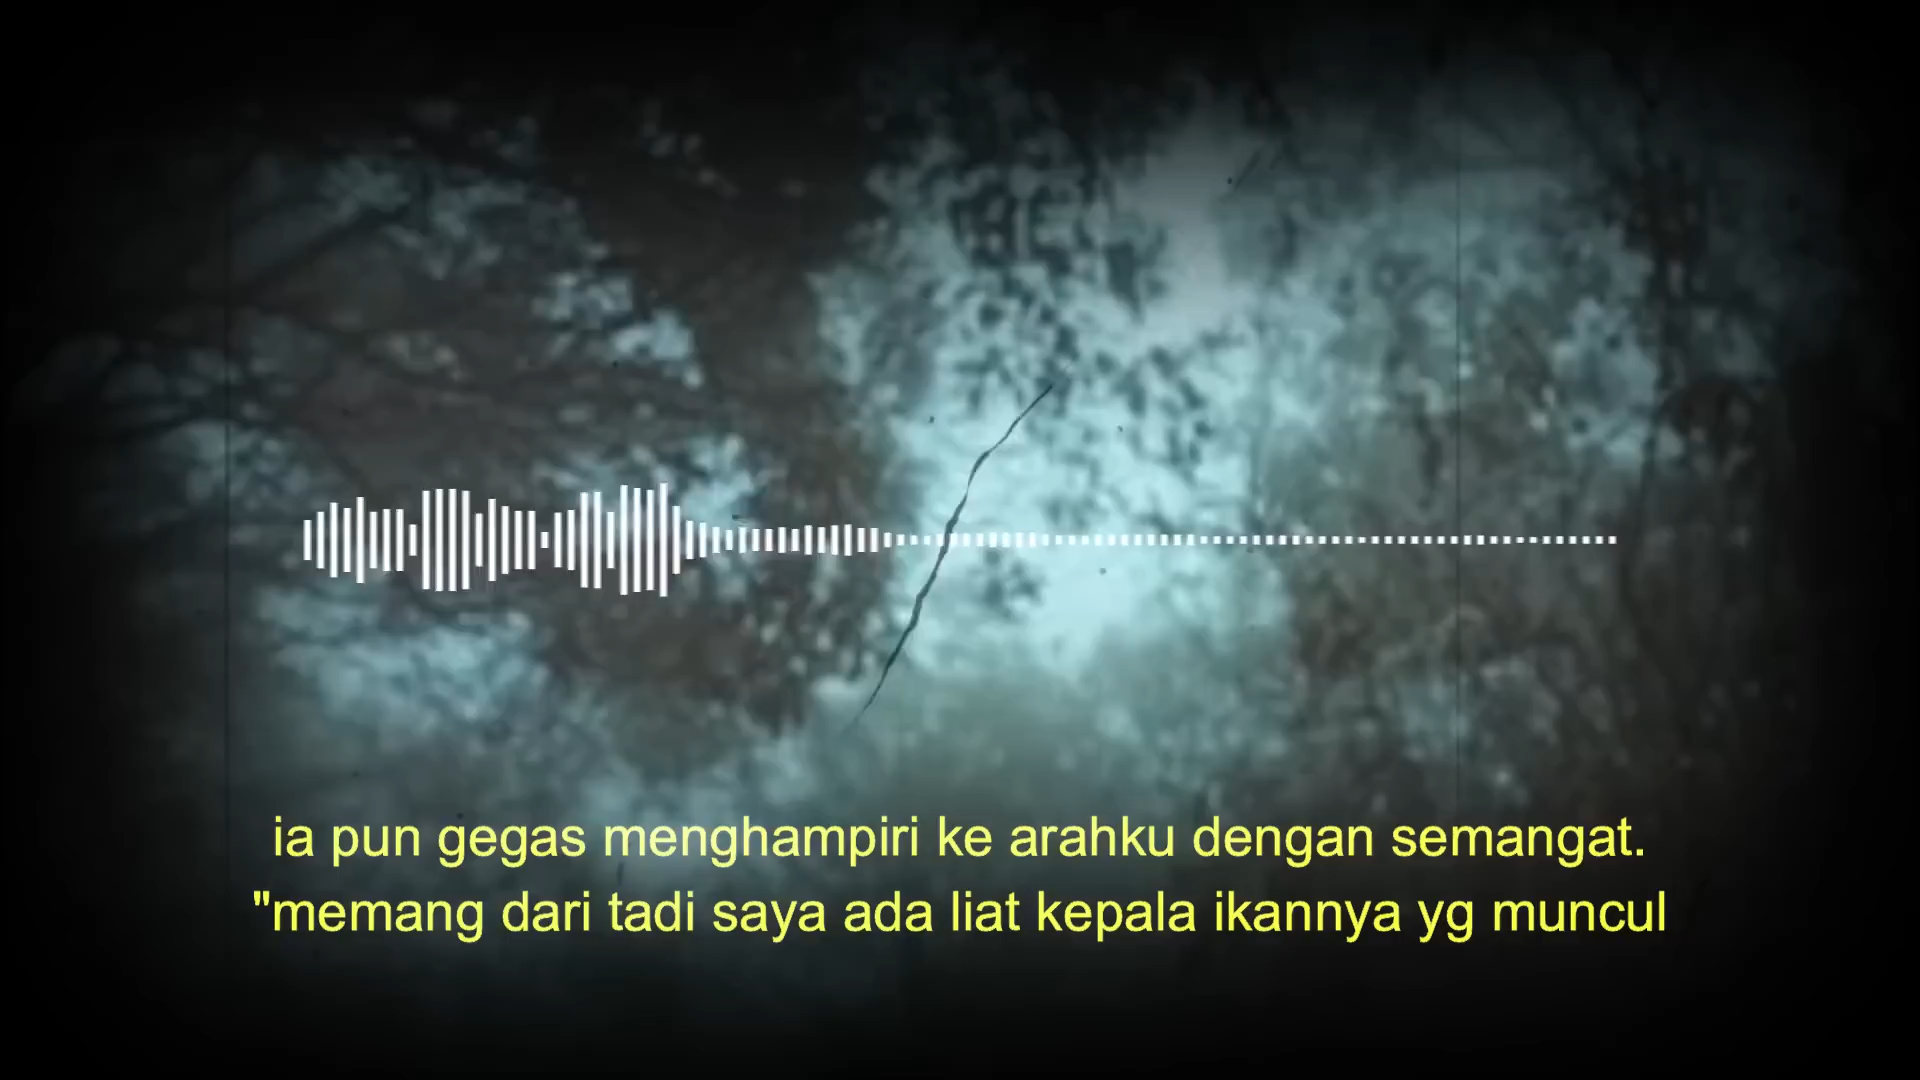 ia pun gegas menghampiri ke arahku dengan semangat.
"memang dari tadi saya ada liat kepala ikannya yg muncul